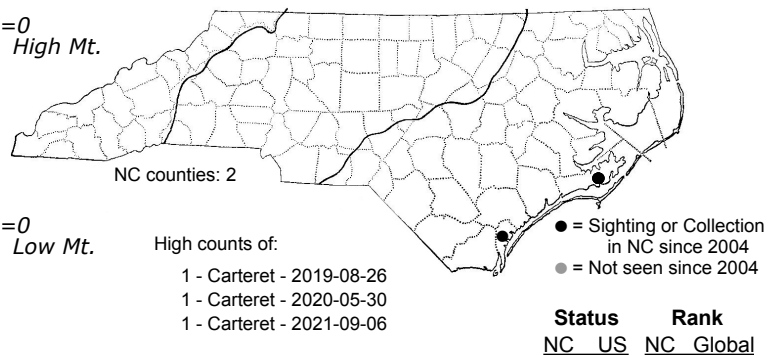 =0
High Mt.
NC counties: 2
=0
Low Mt.
High counts of:
1 - Carteret - 2019-08-26
1 - Carteret - 2020-05-30
1 - Carteret - 2021-09-06
● = Sighting or Collection
in NC since 2004
● = Not seen since 2004
Status Rank
NC US NC Global